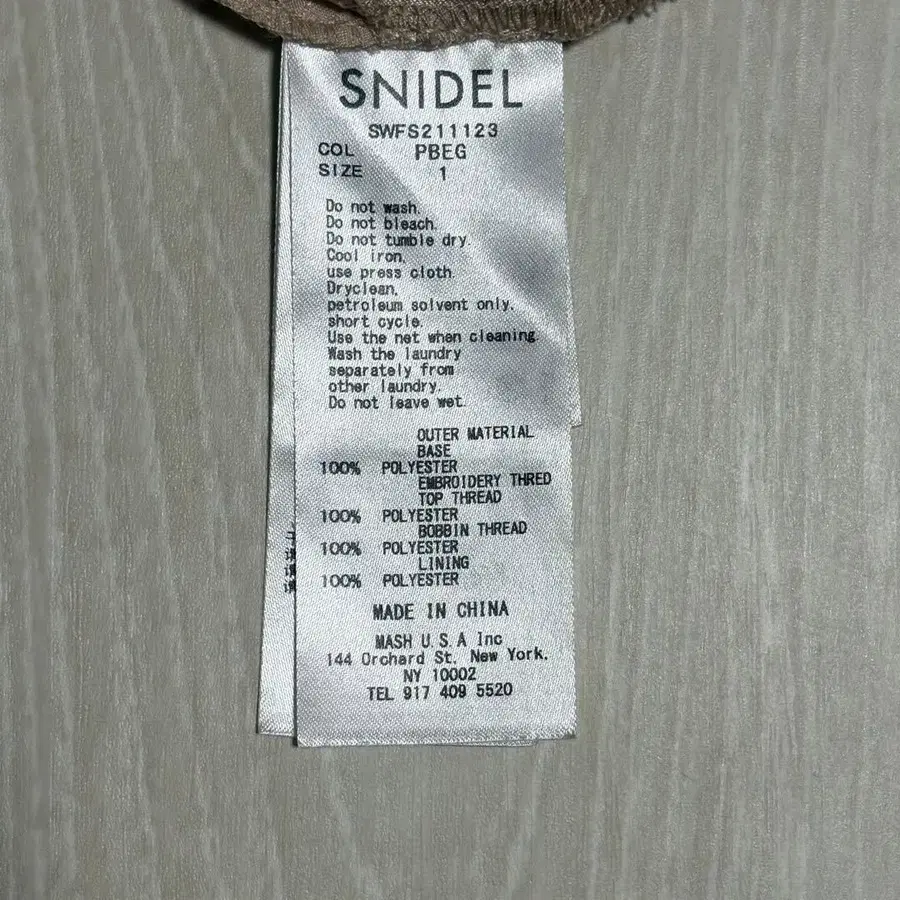 SNIDEL
SWFS211123
COL PBEG
SIZE 1
Do not wash.
Do not bleach.
Do not tumble dry.
Cool iron.
use press cloth.
Dryclean.
petroleum solvent only.
short cycle.
Use the net when cleaning.
Wash the laundry
separately from
other laundry.
Do not leave wet.
OUTER MATERIAL
BASE
100% POLYESTER
EMBROIDERY THRED
TOP THREAD
100% POLYESTER
BOBBIN THREAD
100% POLYESTER
LINING
100% POLYESTER
MADE IN CHINA
MASH U.S.A Inc
144 Orchard St. New York.
NY 10002
TEL 917 409 5520